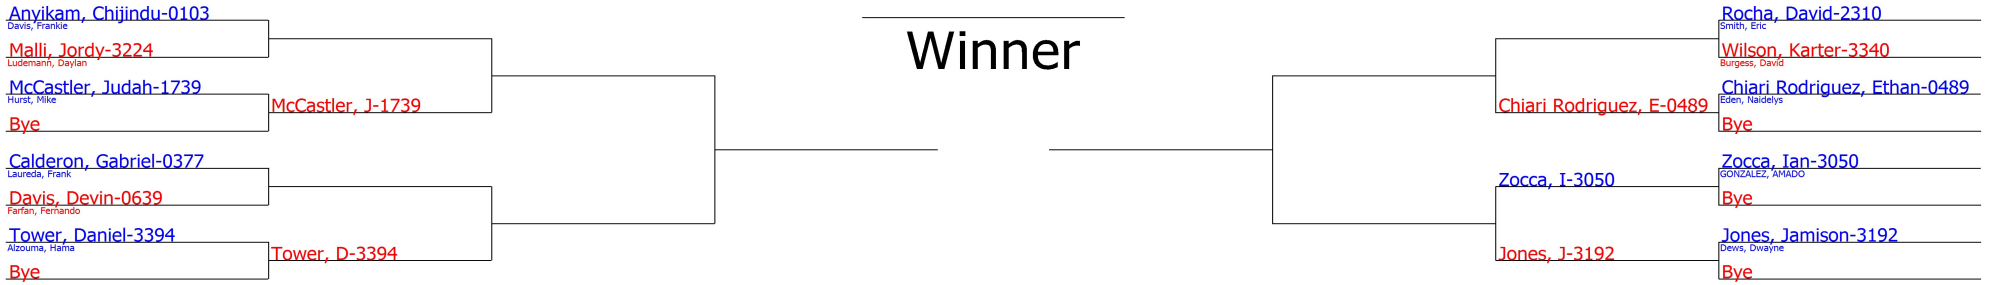 Anyikam, Chijindu-0103
Davis, Frankie
Malli, Jordy-3224
Ludemann, Daylan
McCastler, Judah-1739
Hurst, Mike
Bye
Calderon, Gabriel-0377
Laureda, Frank
Davis, Devin-0639
Farfan, Fernando
Tower, Daniel-3394
Alzouma, Hama
Bye
McCastler, J-1739
Tower, D-3394
Winner
Chiari Rodriguez, E-0489
Zocca, I-3050
Jones, J-3192
Rocha, David-2310
Smith, Eric
Wilson, Karter-3340
Burgess, David
Chiari Rodriguez, Ethan-0489
Eden, Naidelys
Bye
Zocca, Ian-3050
GONZALEZ, AMADO
Bye
Jones, Jamison-3192
Dews, Dwayne
Bye